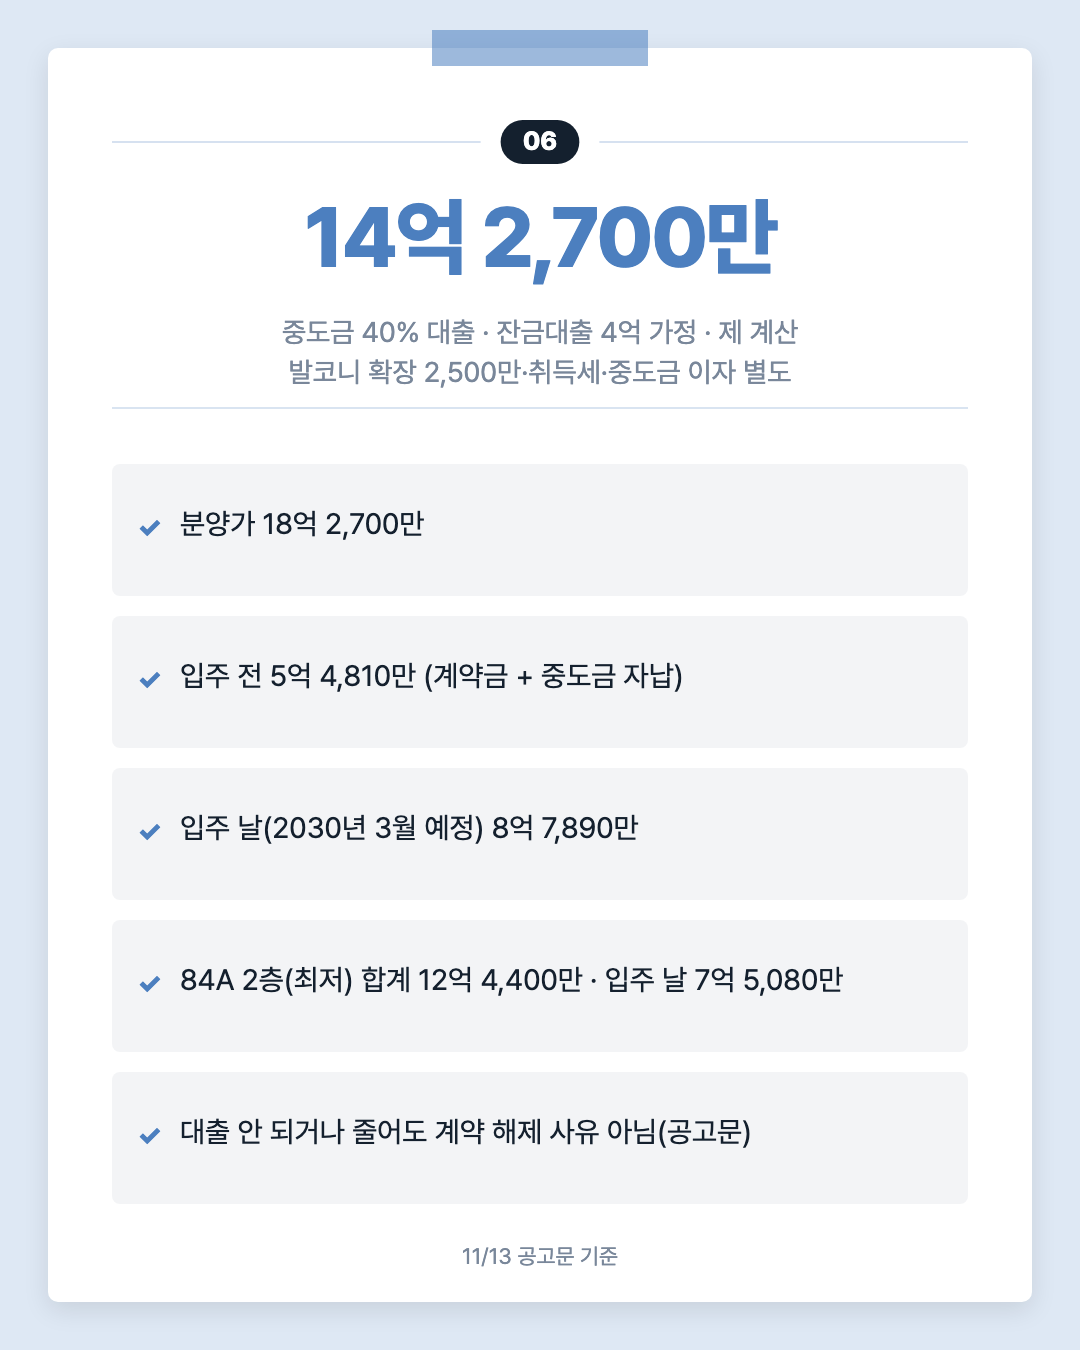 06
14억 2,700만
중도금 40% 대출 · 잔금대출 4억 가정 · 제 계산
발코니 확장 2,500만·취득세·중도금 이자 별도
분양가 18억 2,700만
입주 전 5억 4,810만 (계약금 + 중도금 자납)
입주 날(2030년 3월 예정) 8억 7,890만
84A 2층(최저) 합계 12억 4,400만 · 입주 날 7억 5,080만
대출 안 되거나 줄어도 계약 해제 사유 아님(공고문)
11/13 공고문 기준